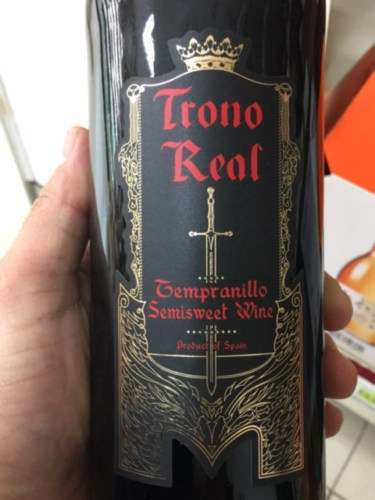 Trono
Real
Tempranillo
Semisweet Wine
Product of Spain